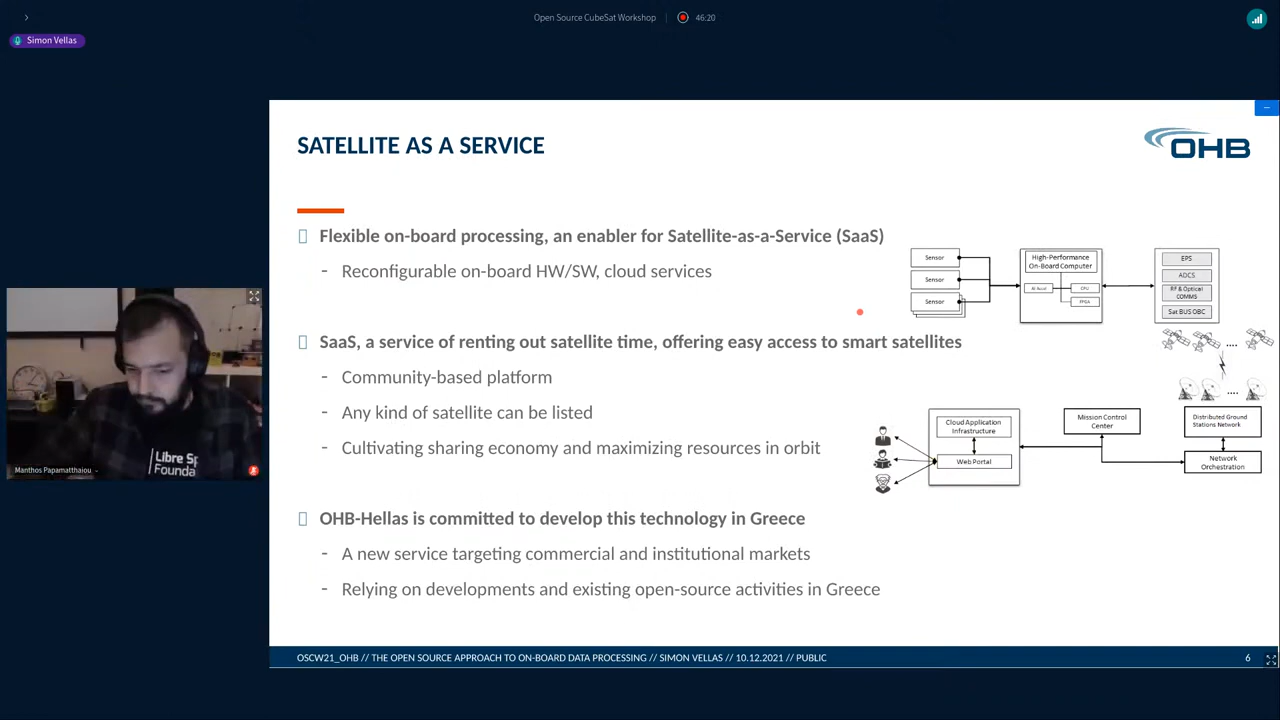 Open Source CubeSat Workshop
46:20
Simon Vellas
SATELLITE AS A SERVICE
OHB
Flexible on-board processing, an enabler for Satellite-as-a-Service (SaaS)
- Reconfigurable on-board HW/SW, cloud services
SaaS, a service of renting out satellite time, offering easy access to smart satellites
- Community-based platform
- Any kind of satellite can be listed
- Cultivating sharing economy and maximizing resources in orbit
OHB-Hellas is committed to develop this technology in Greece
- A new service targeting commercial and institutional markets
- Relying on developments and existing open-source activities in Greece
Sensor
Sensor
Sensor
High-Performance
On-Board Computer
AI Accel
CPU
FPGA
EPS
ADCS
RF & Optical
COMMS
Sat BUS OBC
....
....
Cloud Application
Infrastructure
Web Portal
Mission Control
Center
Distributed Ground
Stations Network
Network
Orchestration
Libre Sp
Founda
Manthos Papamatthaiou
OSCW21_OHB // THE OPEN SOURCE APPROACH TO ON-BOARD DATA PROCESSING // SIMON VELLAS // 10.12.2021 // PUBLIC
6